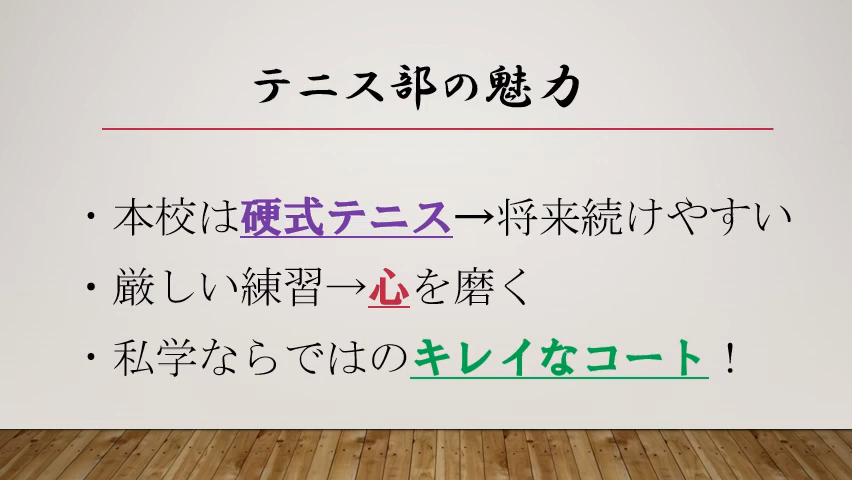 テニス部の魅力
・本校は硬式テニス→将来続けやすい
・厳しい練習→心を磨く
・私学ならではのキレイなコート！